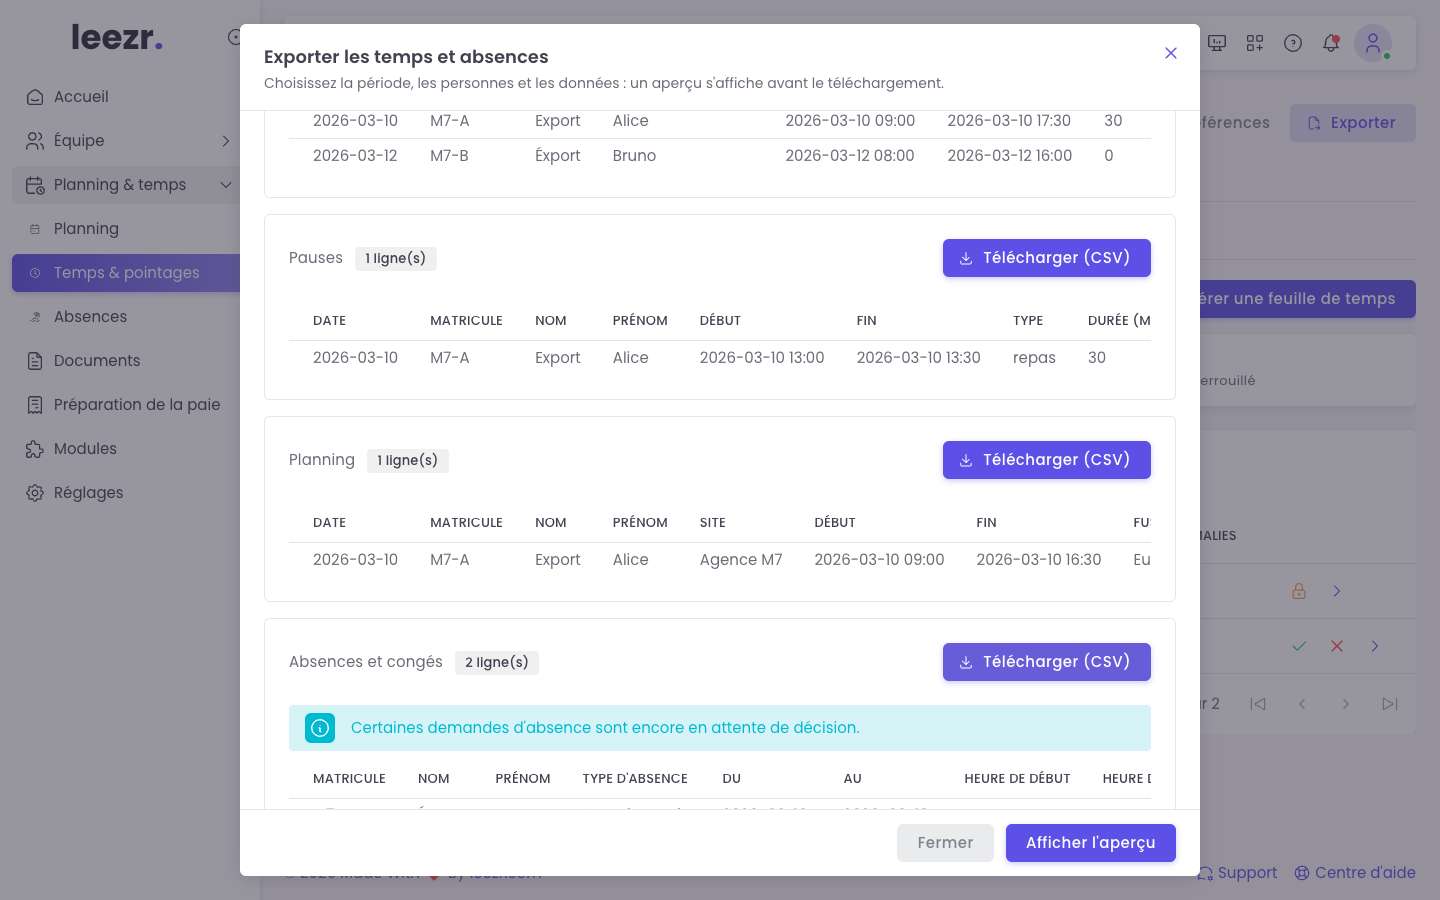 leezr.
Accueil
Équipe
Planning & temps
Planning
Temps & pointages
Absences
Documents
Préparation de la paie
Modules
Réglages
Exporter les temps et absences
Choisissez la période, les personnes et les données : un aperçu s'affiche avant le téléchargement.
2026-03-10 M7-A Export Alice 2026-03-10 09:00 2026-03-10 17:30 30
2026-03-12 M7-B Éxport Bruno 2026-03-12 08:00 2026-03-12 16:00 0
Pauses 1 ligne(s) Télécharger (CSV)
DATE MATRICULE NOM PRÉNOM DÉBUT FIN TYPE DURÉE (M
2026-03-10 M7-A Export Alice 2026-03-10 13:00 2026-03-10 13:30 repas 30
Planning 1 ligne(s) Télécharger (CSV)
DATE MATRICULE NOM PRÉNOM SITE DÉBUT FIN FU
2026-03-10 M7-A Export Alice Agence M7 2026-03-10 09:00 2026-03-10 16:30 Eu
Absences et congés 2 ligne(s) Télécharger (CSV)
Certaines demandes d'absence sont encore en attente de décision.
MATRICULE NOM PRÉNOM TYPE D'ABSENCE DU AU HEURE DE DÉBUT HEURE D
Fermer Afficher l'aperçu
férences Exporter
érer une feuille de temps
errouillé
ALIES
r 2
Support Centre d'aide